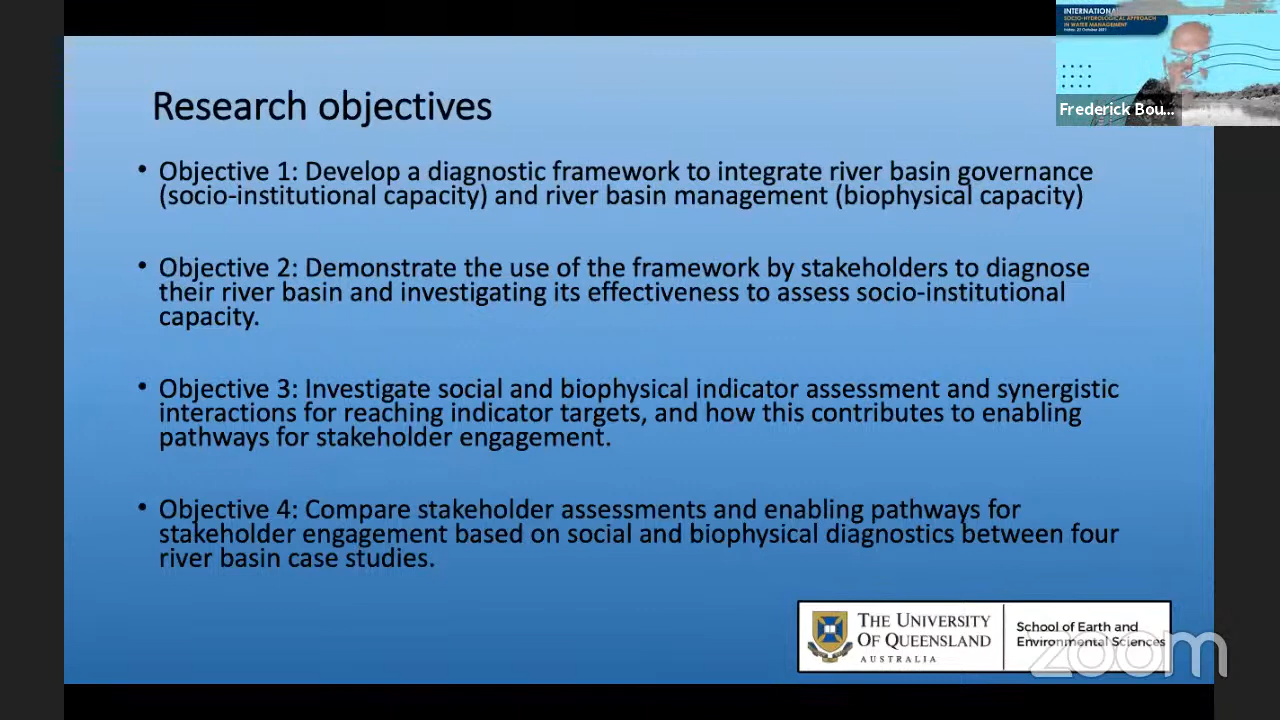 INTERNATIONAL
SOCIO-HYDROLOGICAL APPROACH
IN WATER MANAGEMENT
Friday, 22 October 2021
Frederick Bou...
Research objectives
• Objective 1: Develop a diagnostic framework to integrate river basin governance
(socio-institutional capacity) and river basin management (biophysical capacity)
• Objective 2: Demonstrate the use of the framework by stakeholders to diagnose
their river basin and investigating its effectiveness to assess socio-institutional
capacity.
• Objective 3: Investigate social and biophysical indicator assessment and synergistic
interactions for reaching indicator targets, and how this contributes to enabling
pathways for stakeholder engagement.
• Objective 4: Compare stakeholder assessments and enabling pathways for
stakeholder engagement based on social and biophysical diagnostics between four
river basin case studies.
THE UNIVERSITY
OF QUEENSLAND
AUSTRALIA
School of Earth and
Environmental Sciences
zoom